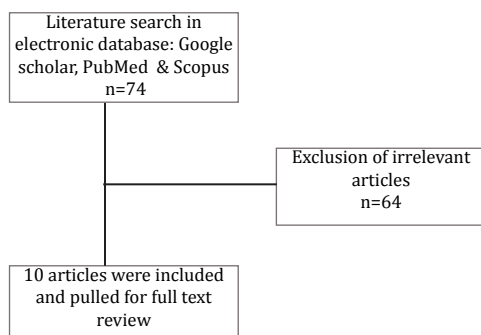 Literature search in
electronic database: Google
scholar, PubMed & Scopus
n=74
Exclusion of irrelevant
articles
n=64
10 articles were included
and pulled for full text
review